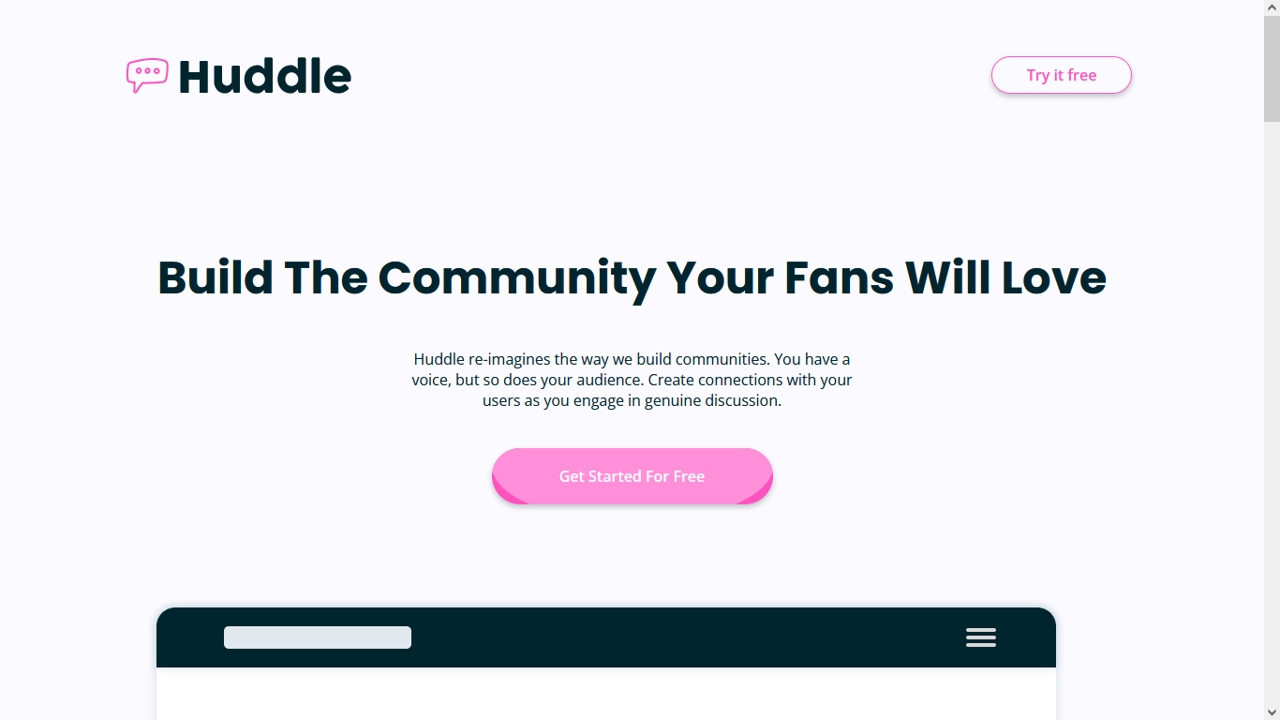 Huddle
Try it free
Build The Community Your Fans Will Love
Huddle re-imagines the way we build communities. You have a
voice, but so does your audience. Create connections with your
users as you engage in genuine discussion.
Get Started For Free